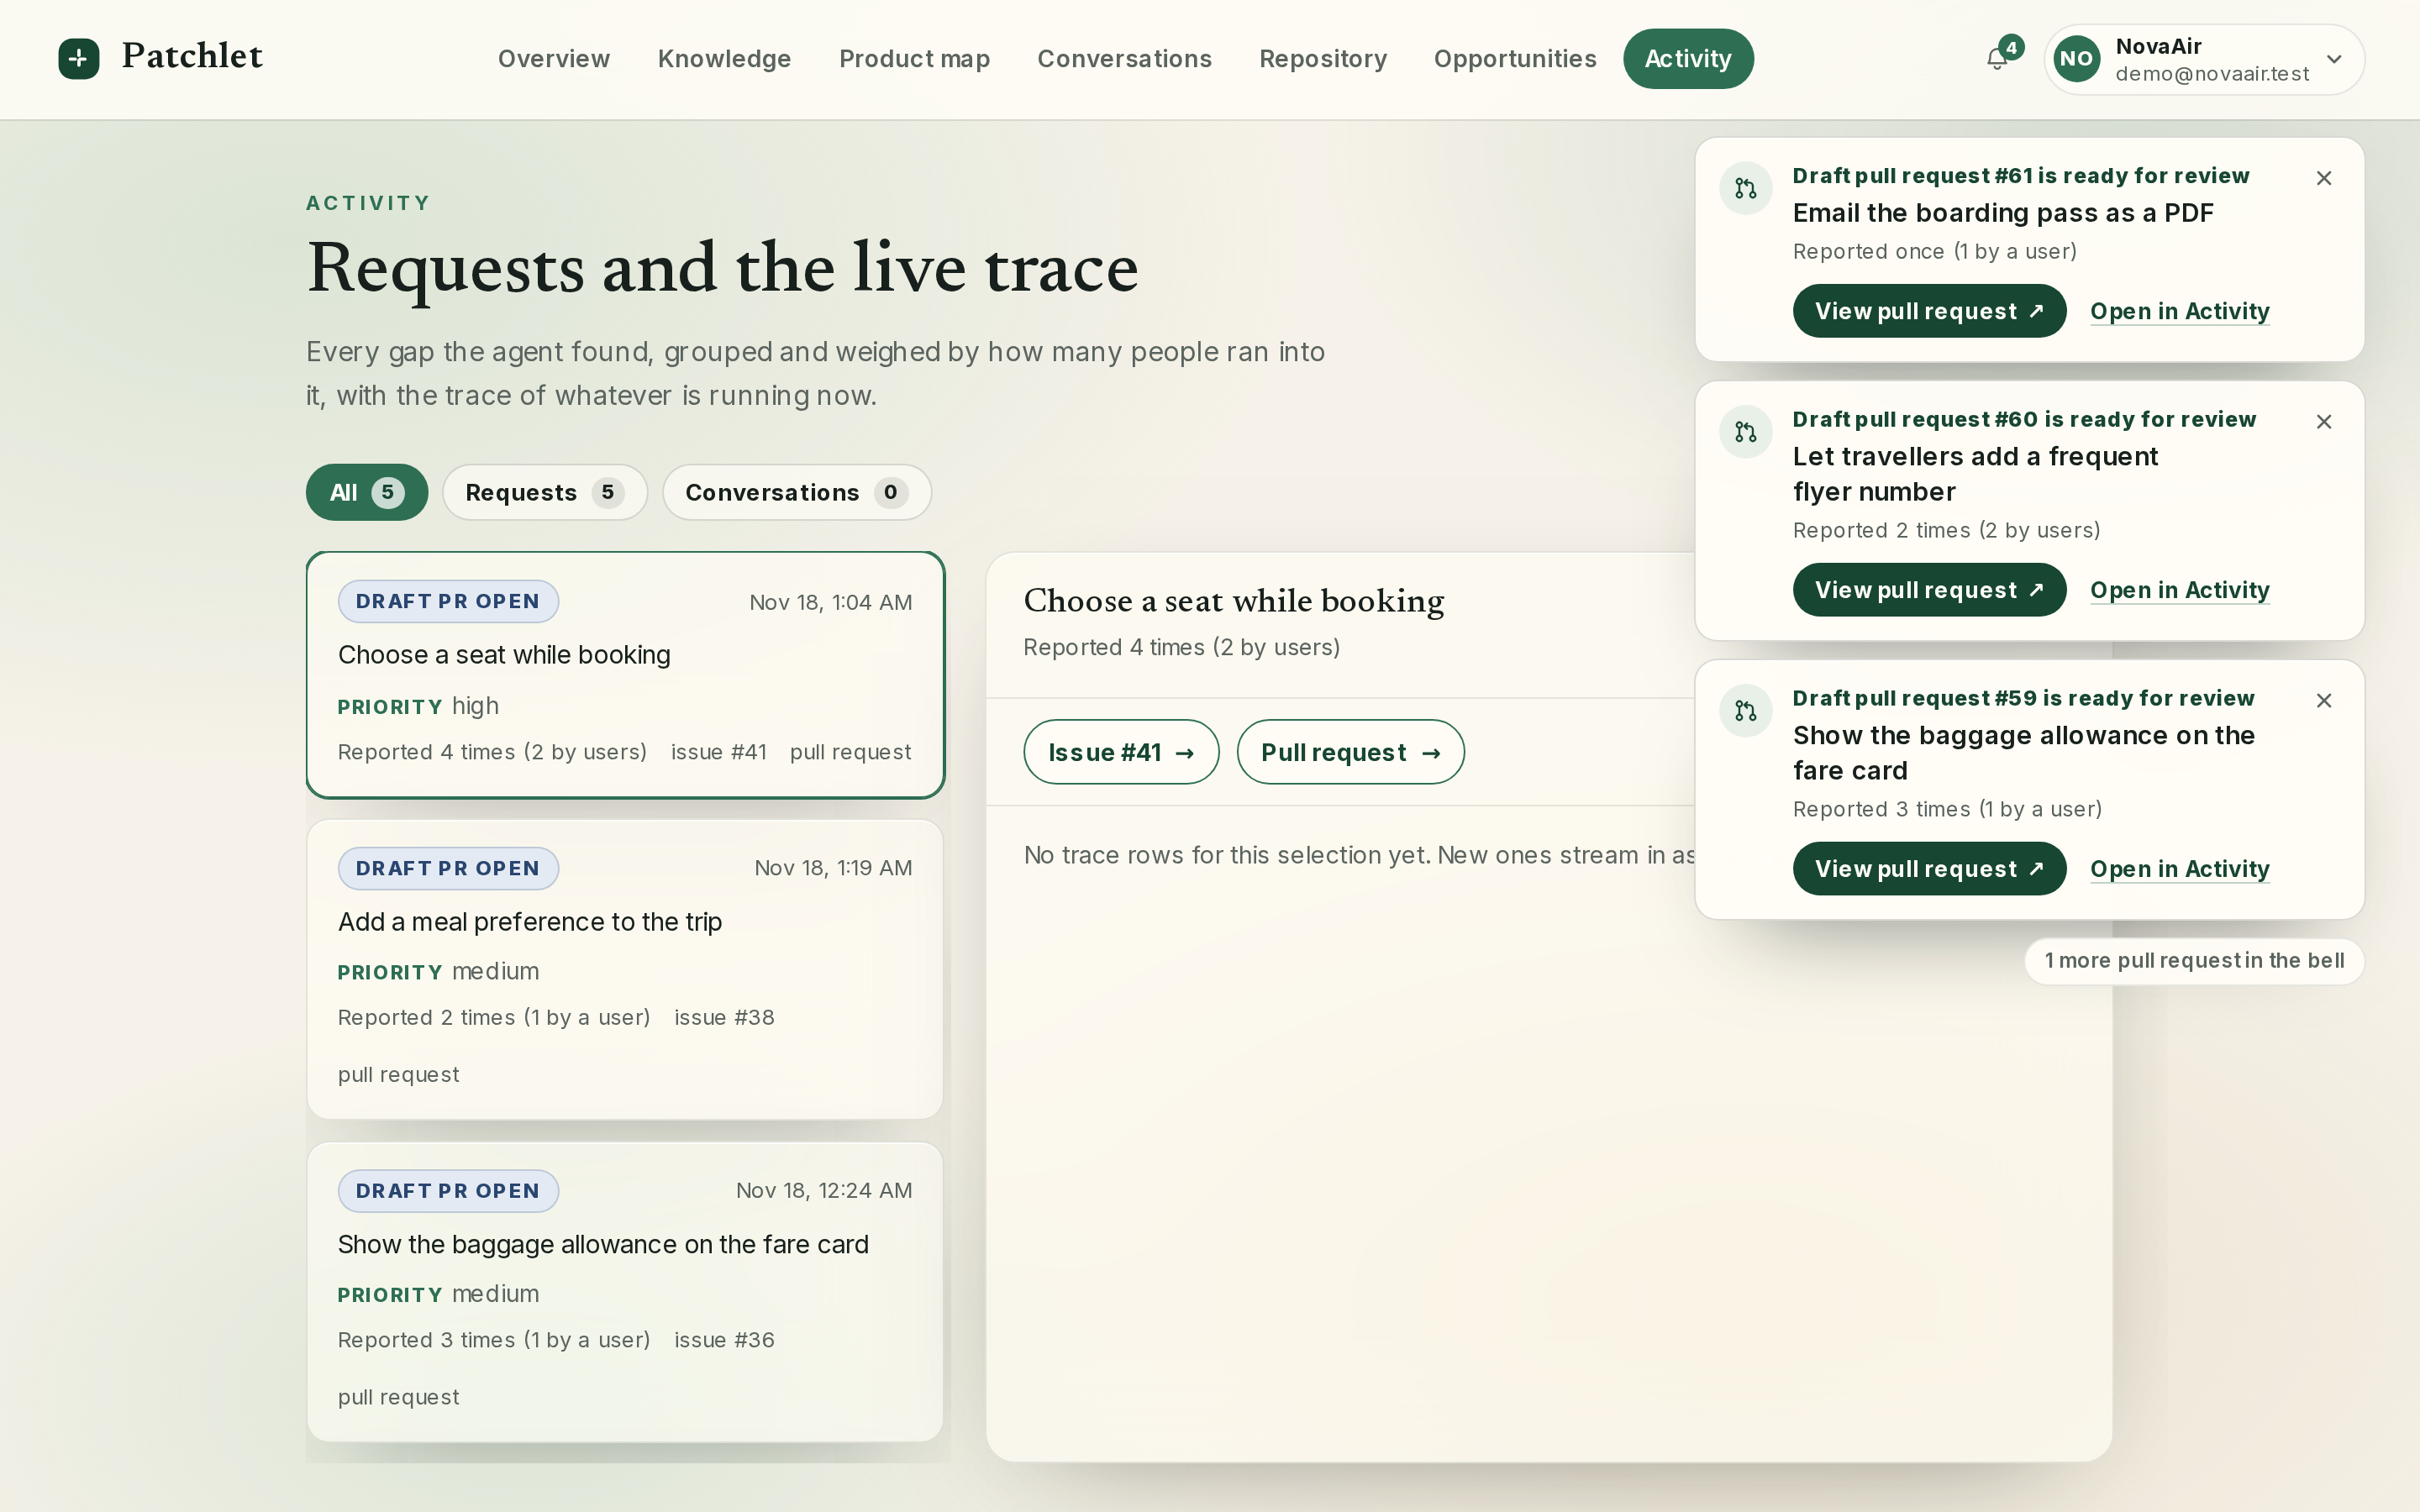 Patchlet
Overview
Knowledge
Product map
Conversations
Repository
Opportunities
Activity
4
NO
NovaAir
demo@novaair.test
ACTIVITY
Requests and the live trace
Every gap the agent found, grouped and weighed by how many people ran into
it, with the trace of whatever is running now.
All 5
Requests 5
Conversations 0
DRAFT PR OPEN
Nov 18, 1:04 AM
Choose a seat while booking
PRIORITY high
Reported 4 times (2 by users) issue #41 pull request
DRAFT PR OPEN
Nov 18, 1:19 AM
Add a meal preference to the trip
PRIORITY medium
Reported 2 times (1 by a user) issue #38
pull request
DRAFT PR OPEN
Nov 18, 12:24 AM
Show the baggage allowance on the fare card
PRIORITY medium
Reported 3 times (1 by a user) issue #36
pull request
Choose a seat while booking
Reported 4 times (2 by users)
Issue #41 →
Pull request →
No trace rows for this selection yet. New ones stream in as
Draft pull request #61 is ready for review
Email the boarding pass as a PDF
Reported once (1 by a user)
View pull request ↗
Open in Activity
Draft pull request #60 is ready for review
Let travellers add a frequent
flyer number
Reported 2 times (2 by users)
View pull request ↗
Open in Activity
Draft pull request #59 is ready for review
Show the baggage allowance on the
fare card
Reported 3 times (1 by a user)
View pull request ↗
Open in Activity
1 more pull request in the bell